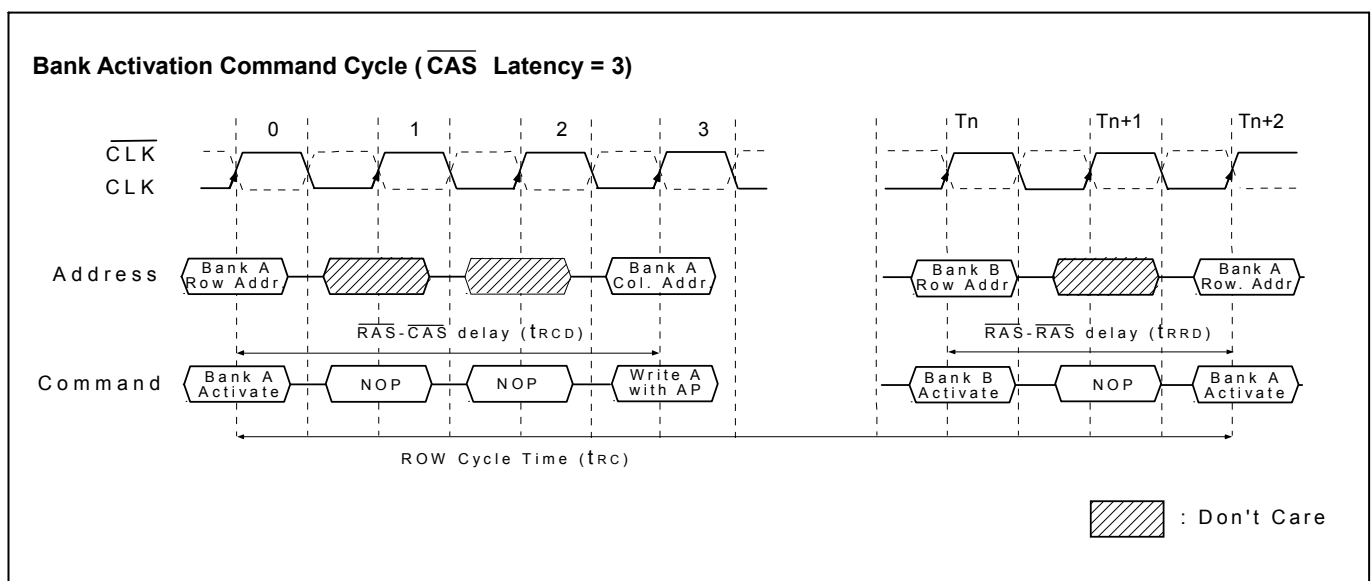 Bank Activation Command Cycle ( CAS Latency = 3)
0 1 2 3 Tn Tn+1 Tn+2
CLK
CLK
Address
Bank A
Row Addr.
Bank A
Col. Addr.
Bank B
Row Addr
Bank A
Row. Addr
RAS-CAS delay (tRCD)
RAS-RAS delay (tRRD)
Command
Bank A
Activate
NOP
NOP
Write A
with AP
Bank B
Activate
NOP
Bank A
Activate
ROW Cycle Time (tRC)
: Don't Care